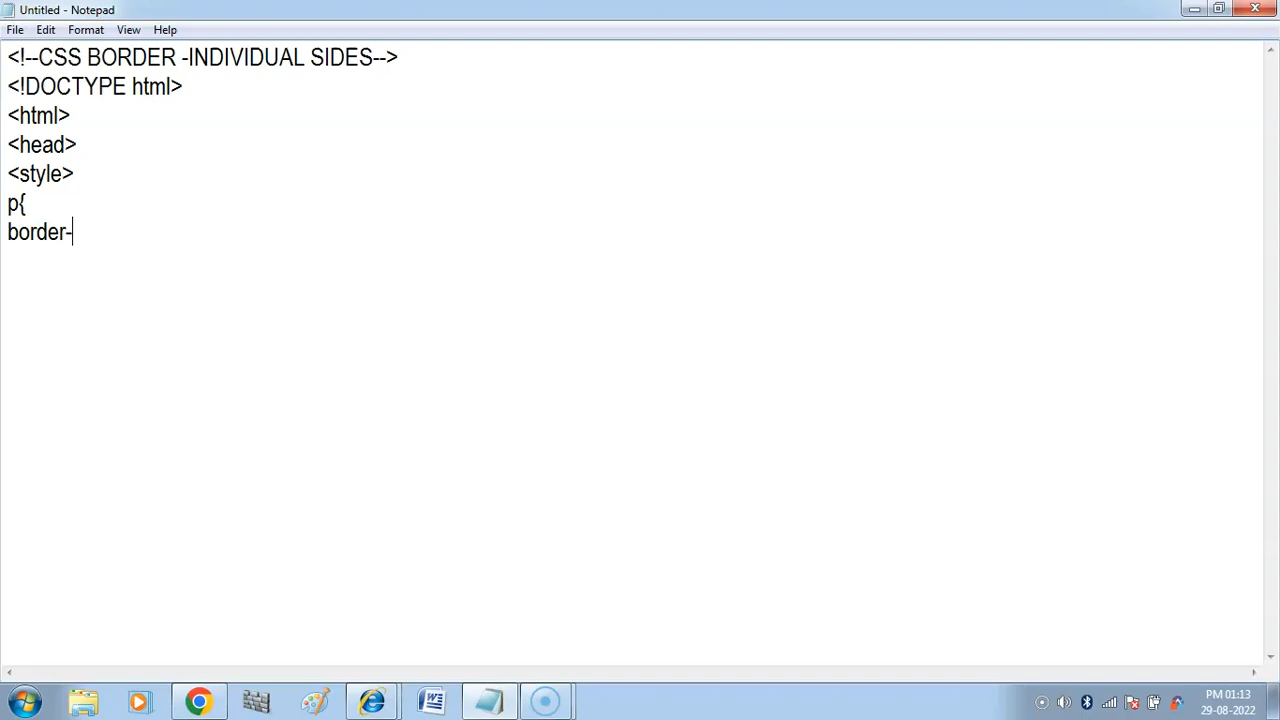 Untitled - Notepad
File Edit Format View Help
<!--CSS BORDER -INDIVIDUAL SIDES-->
<!DOCTYPE html>
<html>
<head>
<style>
p{
border-
PM 01:13
29-08-2022